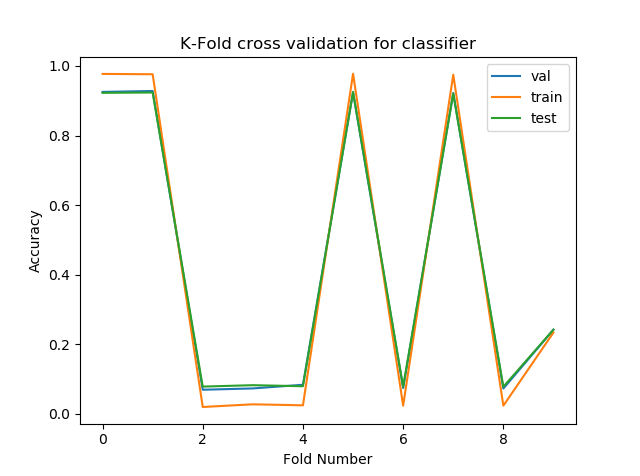 K-Fold cross validation for classifier
1.0
0.8
0.6
0.4
0.2
0.0
Accuracy
val
train
test
0 2 4 6 8
Fold Number